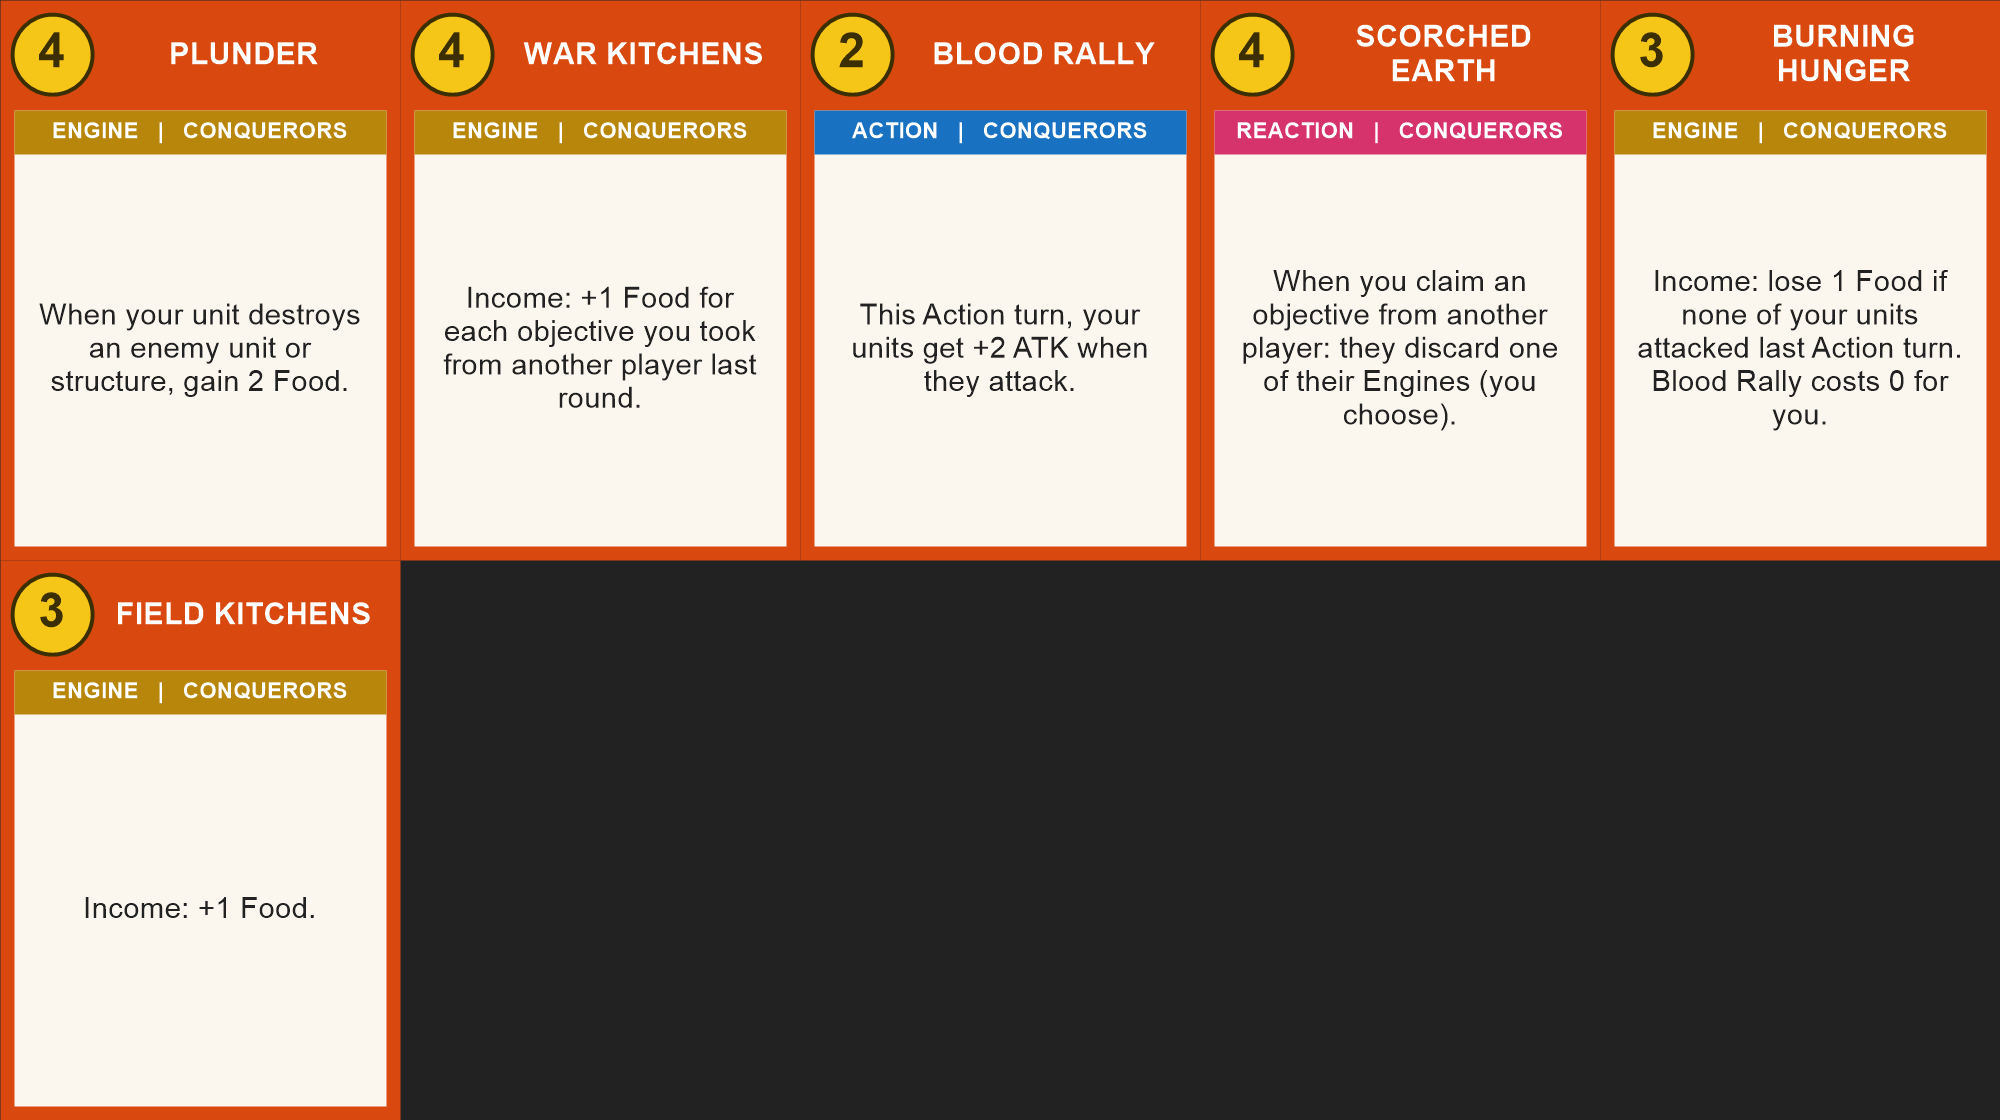 4
PLUNDER
ENGINE | CONQUERORS
When your unit destroys
an enemy unit or
structure, gain 2 Food.
4
WAR KITCHENS
ENGINE | CONQUERORS
Income: +1 Food for
each objective you took
from another player last
round.
2
BLOOD RALLY
ACTION | CONQUERORS
This Action turn, your
units get +2 ATK when
they attack.
4
SCORCHED
EARTH
REACTION | CONQUERORS
When you claim an
objective from another
player: they discard one
of their Engines (you
choose).
3
BURNING
HUNGER
ENGINE | CONQUERORS
Income: lose 1 Food if
none of your units
attacked last Action turn.
Blood Rally costs 0 for
you.
3
FIELD KITCHENS
ENGINE | CONQUERORS
Income: +1 Food.